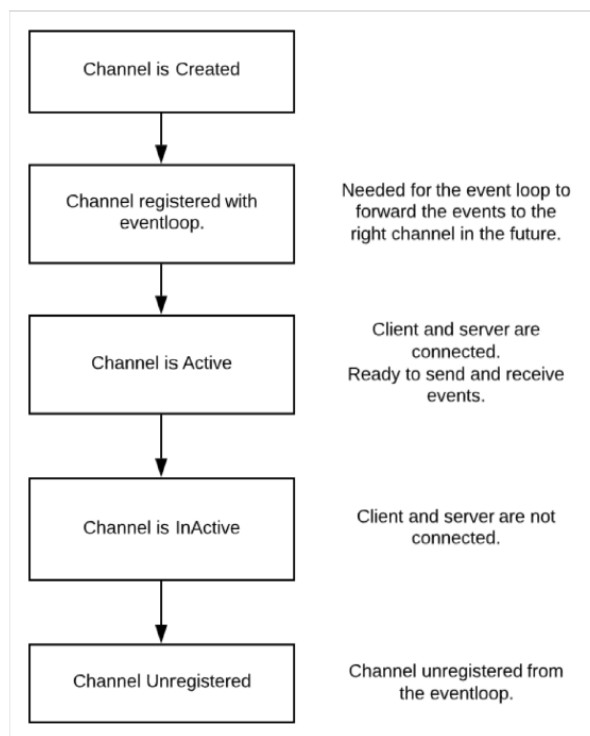 Channel is Created
Channel registered with
eventloop.
Needed for the event loop to
forward the events to the
right channel in the future.
Channel is Active
Client and server are
connected.
Ready to send and receive
events.
Channel is InActive
Client and server are not
connected.
Channel Unregistered
Channel unregistered from
the eventloop.